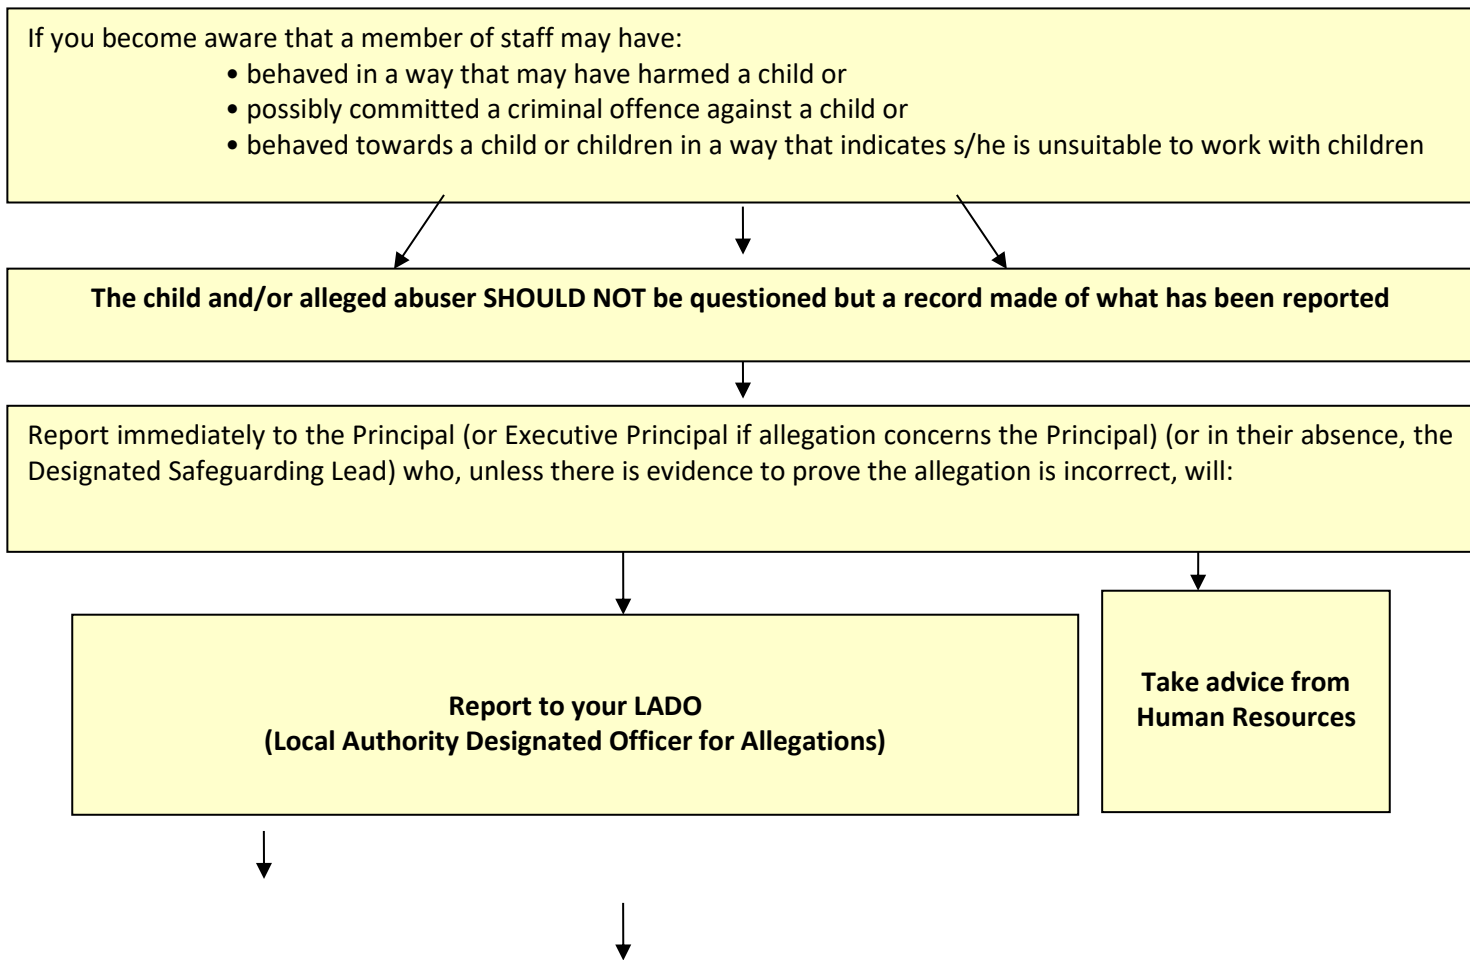 If you become aware that a member of staff may have:
• behaved in a way that may have harmed a child or
• possibly committed a criminal offence against a child or
• behaved towards a child or children in a way that indicates s/he is unsuitable to work with children
The child and/or alleged abuser SHOULD NOT be questioned but a record made of what has been reported
Report immediately to the Principal (or Executive Principal if allegation concerns the Principal) (or in their absence, the
Designated Safeguarding Lead) who, unless there is evidence to prove the allegation is incorrect, will:
Report to your LADO
(Local Authority Designated Officer for Allegations)
Take advice from
Human Resources